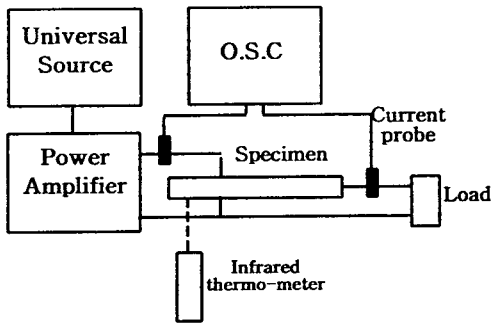 Universal
Source
O.S.C
Current
probe
Power
Amplifier
Specimen
Load
Infrared
thermo-meter